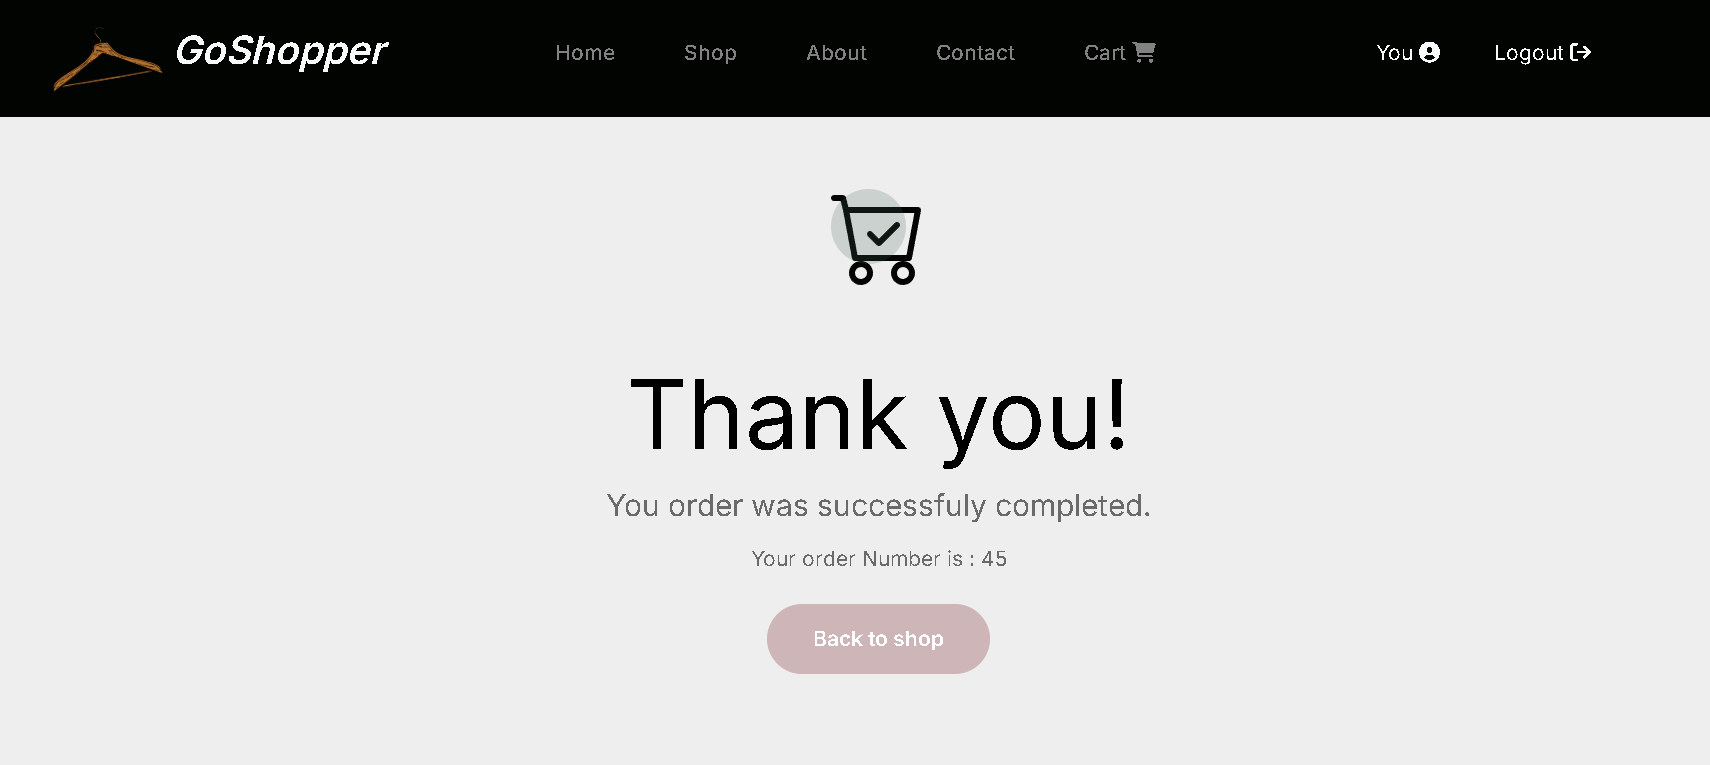 GoShopper Home Shop About Contact Cart You Logout
Thank you!
You order was successfuly completed.
Your order Number is : 45
Back to shop